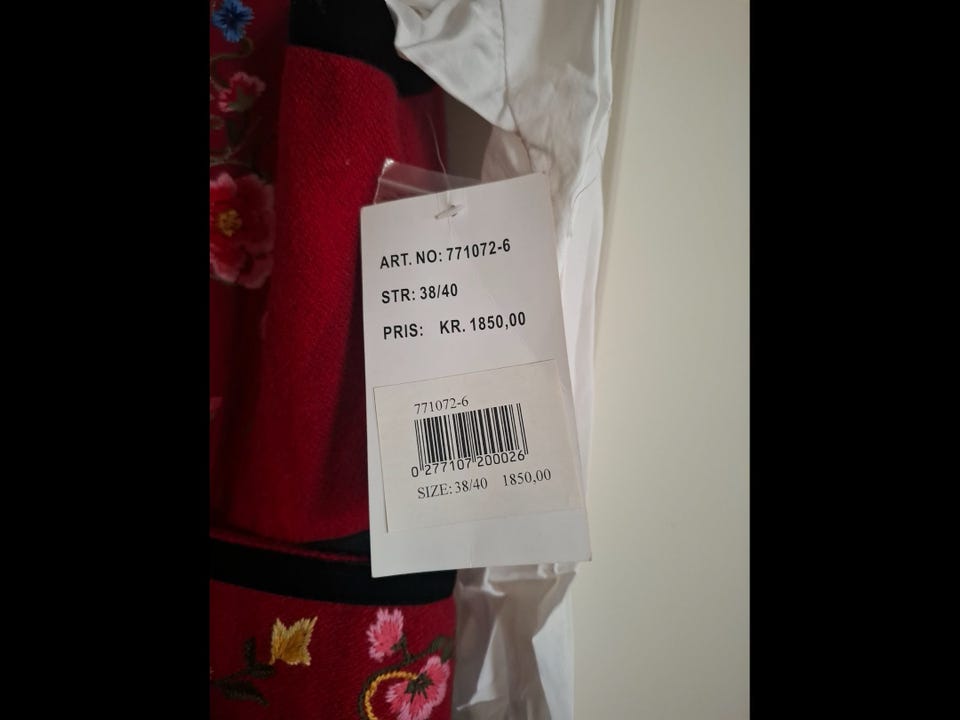 ART. NO: 771072-6
STR: 38/40
PRIS: KR. 1850,00
771072-6
0 277107 200026
SIZE: 38/40 1850,00